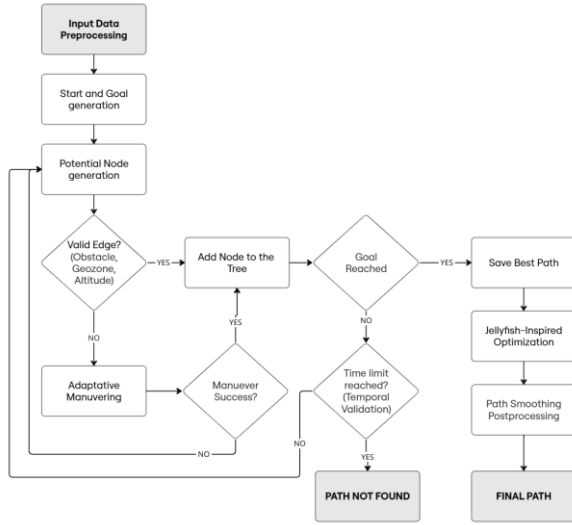 Input Data
Preprocessing
Start and Goal
generation
Potential Node
generation
Valid Edge?
(Obstacle,
Geozone,
Altitude)
YES
Add Node to the
Tree
Goal
Reached
YES
Save Best Path
NO
YES
NO
Jellyfish-Inspired
Optimization
Adaptative
Manuvering
Manuever
Success?
Time limit
reached?
(Temporal
Validation)
Path Smoothing
Postprocessing
NO
NO
YES
PATH NOT FOUND
FINAL PATH